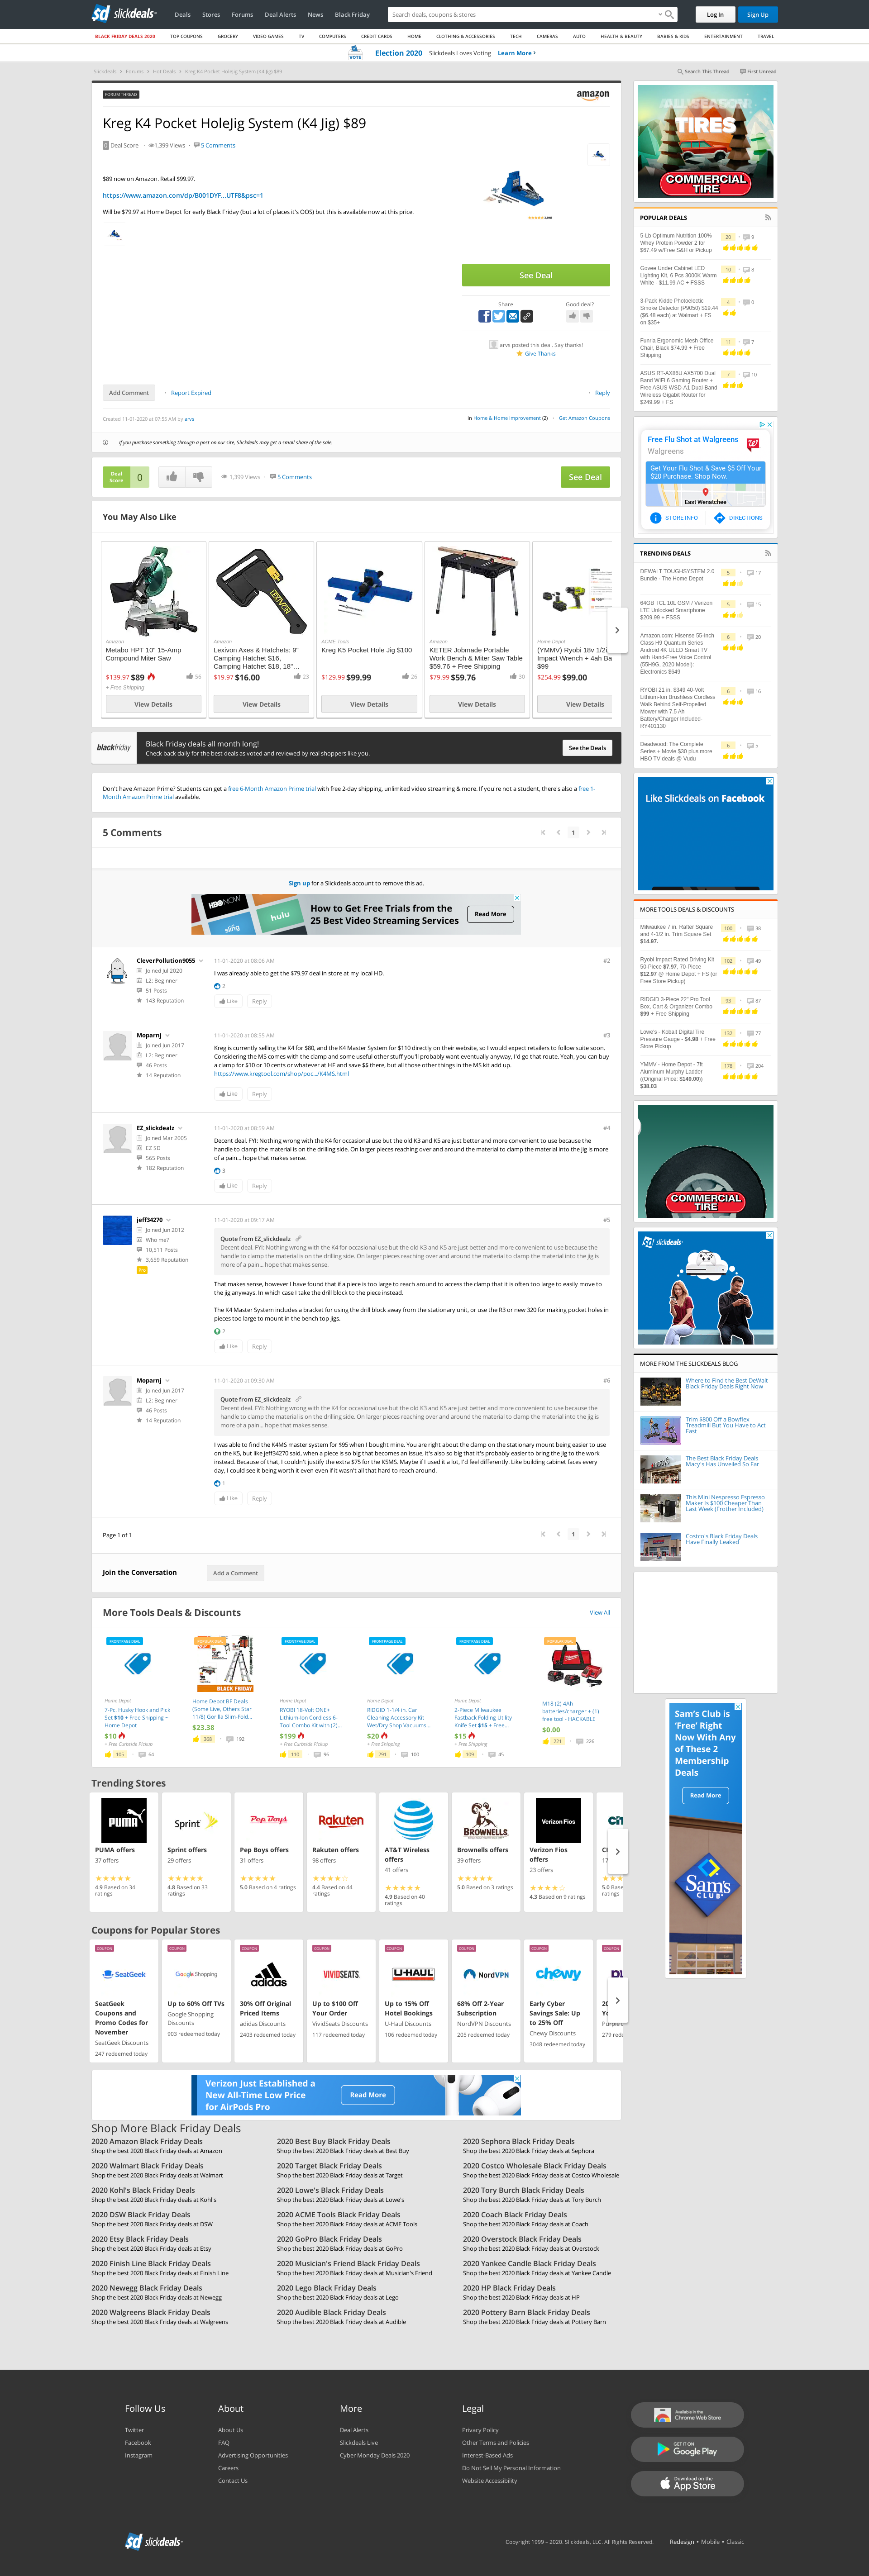 slickdeals
Deals Stores Forums Deal Alerts News Black Friday
Search deals, coupons & stores
Log In
Sign Up
BLACK FRIDAY DEALS 2020 TOP COUPONS GROCERY VIDEO GAMES TV COMPUTERS CREDIT CARDS HOME CLOTHING & ACCESSORIES TECH CAMERAS AUTO HEALTH & BEAUTY BABIES & KIDS ENTERTAINMENT TRAVEL
VOTE
Election 2020 Slickdeals Loves Voting Learn More
Slickdeals > Forums > Hot Deals > Kreg K4 Pocket HoleJig System (K4 Jig) $89
Search This Thread First Unread
FORUM THREAD
amazon
Kreg K4 Pocket HoleJig System (K4 Jig) $89
0 Deal Score 1,399 Views 5 Comments
$89 now on Amazon. Retail $99.97.
https://www.amazon.com/dp/B001DYF...UTF8&psc=1
Will be $79.97 at Home Depot for early Black Friday (but a lot of places it's OOS) but this is available now at this price.
See Deal
Share
Good deal?
arvs posted this deal. Say thanks!
Give Thanks
Add Comment
Report Expired
Reply
Created 11-01-2020 at 07:55 AM by arvs
in Home & Home Improvement (2) Get Amazon Coupons
If you purchase something through a post on our site, Slickdeals may get a small share of the sale.
Deal Score 0
1,399 Views 5 Comments
See Deal
You May Also Like
Amazon
Metabo HPT 10" 15-Amp Compound Miter Saw
$139.97 $89 56
+ Free Shipping
View Details
Amazon
Lexivon Axes & Hatchets: 9" Camping Hatchet $16, Camping Hatchet $18, 18"...
$19.97 $16.00 23
View Details
ACME Tools
Kreg K5 Pocket Hole Jig $100
$129.99 $99.99 26
View Details
Amazon
KETER Jobmade Portable Work Bench & Miter Saw Table $59.76 + Free Shipping
$79.99 $59.76 30
View Details
Home Depot
(YMMV) Ryobi 18v 1/2
Impact Wrench + 4ah Ba
$99
$254.99 $99.00
View Details
blackfriday
Black Friday deals all month long!
Check back daily for the best deals as voted and reviewed by real shoppers like you.
See the Deals
Don't have Amazon Prime? Students can get a free 6-Month Amazon Prime trial with free 2-day shipping, unlimited video streaming & more. If you're not a student, there's also a free 1-
Month Amazon Prime trial available.
5 Comments
1
Sign up for a Slickdeals account to remove this ad.
HBO NOW
sling
hulu
How to Get Free Trials from the
25 Best Video Streaming Services
Read More
CleverPollution9055
Joined Jul 2020
L2: Beginner
51 Posts
143 Reputation
11-01-2020 at 08:06 AM
#2
I was already able to get the $79.97 deal in store at my local HD.
2
Like Reply
Moparnj
Joined Jun 2017
L2: Beginner
46 Posts
14 Reputation
11-01-2020 at 08:55 AM
#3
Kreg is currently selling the K4 for $80, and the K4 Master System for $110 directly on their website, so I would expect retailers to follow suite soon. Considering the MS comes with the clamp and some useful other stuff you'll probably want eventually anyway, I'd go that route. Yeah, you can buy a clamp for $10 or 10 cents or whatever at HF and save $$ there, but all those other things in the MS kit add up.
https://www.kregtool.com/shop/poc.../K4MS.html
Like Reply
EZ_slickdealz
Joined Mar 2005
EZ SD
565 Posts
182 Reputation
11-01-2020 at 08:59 AM
#4
Decent deal. FYI: Nothing wrong with the K4 for occasional use but the old K3 and K5 are just better and more convenient to use because the handle to clamp the material is on the drilling side. On larger pieces reaching over and around the material to clamp the material into the jig is more of a pain... hope that makes sense.
3
Like Reply
jeff34270
Joined Jun 2012
Who me?
10,511 Posts
3,659 Reputation
Pro
11-01-2020 at 09:17 AM
#5
Quote from EZ_slickdealz
Decent deal. FYI: Nothing wrong with the K4 for occasional use but the old K3 and K5 are just better and more convenient to use because the handle to clamp the material is on the drilling side. On larger pieces reaching over and around the material to clamp the material into the jig is more of a pain... hope that makes sense.
That makes sense, however I have found that if a piece is too large to reach around to access the clamp that it is often too large to easily move to the jig anyways. In which case I take the drill block to the piece instead.
The K4 Master System includes a bracket for using the drill block away from the stationary unit, or use the R3 or new 320 for making pocket holes in pieces too large to mount in the bench top jigs.
2
Like Reply
Moparnj
Joined Jun 2017
L2: Beginner
46 Posts
14 Reputation
11-01-2020 at 09:30 AM
#6
Quote from EZ_slickdealz
Decent deal. FYI: Nothing wrong with the K4 for occasional use but the old K3 and K5 are just better and more convenient to use because the handle to clamp the material is on the drilling side. On larger pieces reaching over and around the material to clamp the material into the jig is more of a pain... hope that makes sense.
I was able to find the K4MS master system for $95 when I bought mine. You are right about the clamp on the stationary mount being easier to use on the K5, but like jeff34270 said, when a piece is so big that becomes an issue, it's also so big that it's probably easier to bring the jig to the work piece instead. Because of that, I couldn't justify the extra $75 for the K5MS. Maybe if I used it a lot, I'd feel differently. Like building cabinet faces every day, I could see it being worth it even if it wasn't all that hard to reach around.
1
Like Reply
Page 1 of 1
1
Join the Conversation
Add a Comment
More Tools Deals & Discounts
View All
FRONTPAGE DEAL
Home Depot
7-Pc. Husky Hook and Pick Set $10 + Free Shipping ~ Home Depot
$10
+ Free Curbside Pickup
105 64
BLACK FRIDAY
Home Depot BF Deals (Some Live, Others Star 11/8) Gorilla Slim-Fold...
$23.38
368 192
FRONTPAGE DEAL
Home Depot
RYOBI 18-Volt ONE+ Lithium-Ion Cordless 6-Tool Combo Kit with (2)...
$199
+ Free Curbside Pickup
115 96
FRONTPAGE DEAL
Home Depot
RIDGID 1-1/4 in. Car Cleaning Accessory Kit Wet/Dry Shop Vacuums...
$20
+ Free Shipping
291 100
FRONTPAGE DEAL
Home Depot
2-Piece Milwaukee Fastback Folding Utility Knife Set $15 + Free...
$15
+ Free Shipping
109 45
M18 (2) 4Ah batteries/charger + (1) free tool - HACKABLE
$0.00
221 226
Trending Stores
PUMA
PUMA offers
37 offers
4.9 Based on 34 ratings
Sprint
Sprint offers
29 offers
4.8 Based on 33 ratings
Pep Boys
Pep Boys offers
31 offers
5.0 Based on 4 ratings
Rakuten
Rakuten offers
98 offers
4.4 Based on 44 ratings
AT&T Wireless offers
41 offers
4.9 Based on 40 ratings
BROWNELLS
Brownells offers
39 offers
5.0 Based on 3 ratings
Verizon Fios
Verizon Fios offers
23 offers
4.3 Based on 9 ratings
5.0 Base
ratings
Coupons for Popular Stores
COUPON
SeatGeek
SeatGeek Coupons and Promo Codes for November
SeatGeek Discounts
247 redeemed today
COUPON
Google Shopping
Up to 60% Off TVs
Google Shopping Discounts
903 redeemed today
COUPON
adidas
30% Off Original Priced Items
adidas Discounts
2403 redeemed today
COUPON
VIVIDSEATS
Up to $100 Off Your Order
VividSeats Discounts
117 redeemed today
COUPON
U-HAUL
Up to 15% Off Hotel Bookings
U-Haul Discounts
106 redeemed today
COUPON
NordVPN
68% Off 2-Year Subscription
NordVPN Discounts
205 redeemed today
COUPON
chewy
Early Cyber Savings Sale: Up to 25% Off
Chewy Discounts
3048 redeemed today
COUPON
Purple
279 rede
Verizon Just Established a
New All-Time Low Price
for AirPods Pro
Read More
Shop More Black Friday Deals
2020 Amazon Black Friday Deals
Shop the best 2020 Black Friday deals at Amazon
2020 Best Buy Black Friday Deals
Shop the best 2020 Black Friday deals at Best Buy
2020 Sephora Black Friday Deals
Shop the best 2020 Black Friday deals at Sephora
2020 Walmart Black Friday Deals
Shop the best 2020 Black Friday deals at Walmart
2020 Target Black Friday Deals
Shop the best 2020 Black Friday deals at Target
2020 Costco Wholesale Black Friday Deals
Shop the best 2020 Black Friday deals at Costco Wholesale
2020 Kohl's Black Friday Deals
Shop the best 2020 Black Friday deals at Kohl's
2020 Lowe's Black Friday Deals
Shop the best 2020 Black Friday deals at Lowe's
2020 Tory Burch Black Friday Deals
Shop the best 2020 Black Friday deals at Tory Burch
2020 DSW Black Friday Deals
Shop the best 2020 Black Friday deals at DSW
2020 ACME Tools Black Friday Deals
Shop the best 2020 Black Friday deals at ACME Tools
2020 Coach Black Friday Deals
Shop the best 2020 Black Friday deals at Coach
2020 Etsy Black Friday Deals
Shop the best 2020 Black Friday deals at Etsy
2020 GoPro Black Friday Deals
Shop the best 2020 Black Friday deals at GoPro
2020 Overstock Black Friday Deals
Shop the best 2020 Black Friday deals at Overstock
2020 Finish Line Black Friday Deals
Shop the best 2020 Black Friday deals at Finish Line
2020 Musician's Friend Black Friday Deals
Shop the best 2020 Black Friday deals at Musician's Friend
2020 Yankee Candle Black Friday Deals
Shop the best 2020 Black Friday deals at Yankee Candle
2020 Newegg Black Friday Deals
Shop the best 2020 Black Friday deals at Newegg
2020 Lego Black Friday Deals
Shop the best 2020 Black Friday deals at Lego
2020 HP Black Friday Deals
Shop the best 2020 Black Friday deals at HP
2020 Walgreens Black Friday Deals
Shop the best 2020 Black Friday deals at Walgreens
2020 Audible Black Friday Deals
Shop the best 2020 Black Friday deals at Audible
2020 Pottery Barn Black Friday Deals
Shop the best 2020 Black Friday deals at Pottery Barn
ALL-SEASON
TIRES
COMMERCIAL TIRE
POPULAR DEALS
5-Lb Optimum Nutrition 100% Whey Protein Powder 2 for $87.49 w/Free S&H or Pickup
20 9
Govee Under Cabinet LED Lighting Kit, 6 Pcs 3000K Warm White - $11.99 AC + FSSS
10 8
3-Pack Kidde Photoelectic Smoke Detector (P9050) $19.44 ($6.48 each) at Walmart + FS on $35+
4 0
Funria Ergonomic Mesh Office Chair, Black $74.99 + Free Shipping
11 7
ASUS RT-AX86U AX5700 Dual Band WiFi 6 Gaming Router + Free ASUS WSD-A1 Dual-Band Wireless Gigabit Router for $249.99 + FS
7 10
Free Flu Shot at Walgreens
Walgreens
Get Your Flu Shot & Save $5 Off Your $20 Purchase. Shop Now.
East Wenatchee
STORE INFO DIRECTIONS
TRENDING DEALS
DEWALT TOUGHSYSTEM 2.0 Bundle - The Home Depot
5 17
64GB TCL 10L GSM / Verizon LTE Unlocked Smartphone $209.99 + FSSS
5 15
Amazon.com: Hisense 55-Inch Class H9 Quantum Series Android 4K ULED Smart TV with Hand-Free Voice Control (55H9G, 2020 Model): Electronics $649
6 20
RYOBI 21 in. $349 40-Volt Lithium-Ion Brushless Cordless Walk Behind Self-Propelled Mower with 7.5 Ah Battery/Charger Included-RY401130
6 16
Deadwood: The Complete Series + Movie $30 plus more HBO TV deals @ Vudu
6 5
Like Slickdeals on Facebook
MORE TOOLS DEALS & DISCOUNTS
Milwaukee 7 in. Rafter Square and 4-1/2 in. Trim Square Set $14.97.
100 38
Ryobi Impact Rated Driving Kit 50-Piece $7.97, 70-Piece $12.97 @ Home Depot + FS (or Free Store Pickup)
102 49
RIDGID 3-Piece 22" Pro Tool Box, Cart & Organizer Combo $99 + Free Shipping
93 87
Lowe's - Kobalt Digital Tire Pressure Gauge - $4.98 + Free Store Pickup
132 77
YMMV - Home Depot - 7ft Aluminum Murphy Ladder ((Original Price: $149.00)) $38.03
178 204
COMMERCIAL TIRE
slickdeals
MORE FROM THE SLICKDEALS BLOG
Where to Find the Best DeWalt Black Friday Deals Right Now
Trim $800 Off a Bowflex Treadmill But You Have to Act Fast
The Best Black Friday Deals Macy's Has Unveiled So Far
This Mini Nespresso Espresso Maker Is $100 Cheaper Than Last Week (Frother Included)
Costco's Black Friday Deals Have Finally Leaked
Sam's Club is 'Free' Right Now With Any of These 2 Membership Deals
Read More
Sam's CLUB
Follow Us
Twitter
Facebook
Instagram
About
About Us
FAQ
Advertising Opportunities
Careers
Contact Us
More
Deal Alerts
Slickdeals Live
Cyber Monday Deals 2020
Legal
Privacy Policy
Other Terms and Policies
Interest-Based Ads
Do Not Sell My Personal Information
Website Accessibility
Available in the Chrome Web Store
GET IT ON Google Play
Download on the App Store
slickdeals
Copyright 1999 - 2020, Slickdeals, LLC. All Rights Reserved. Redesign • Mobile • Classic